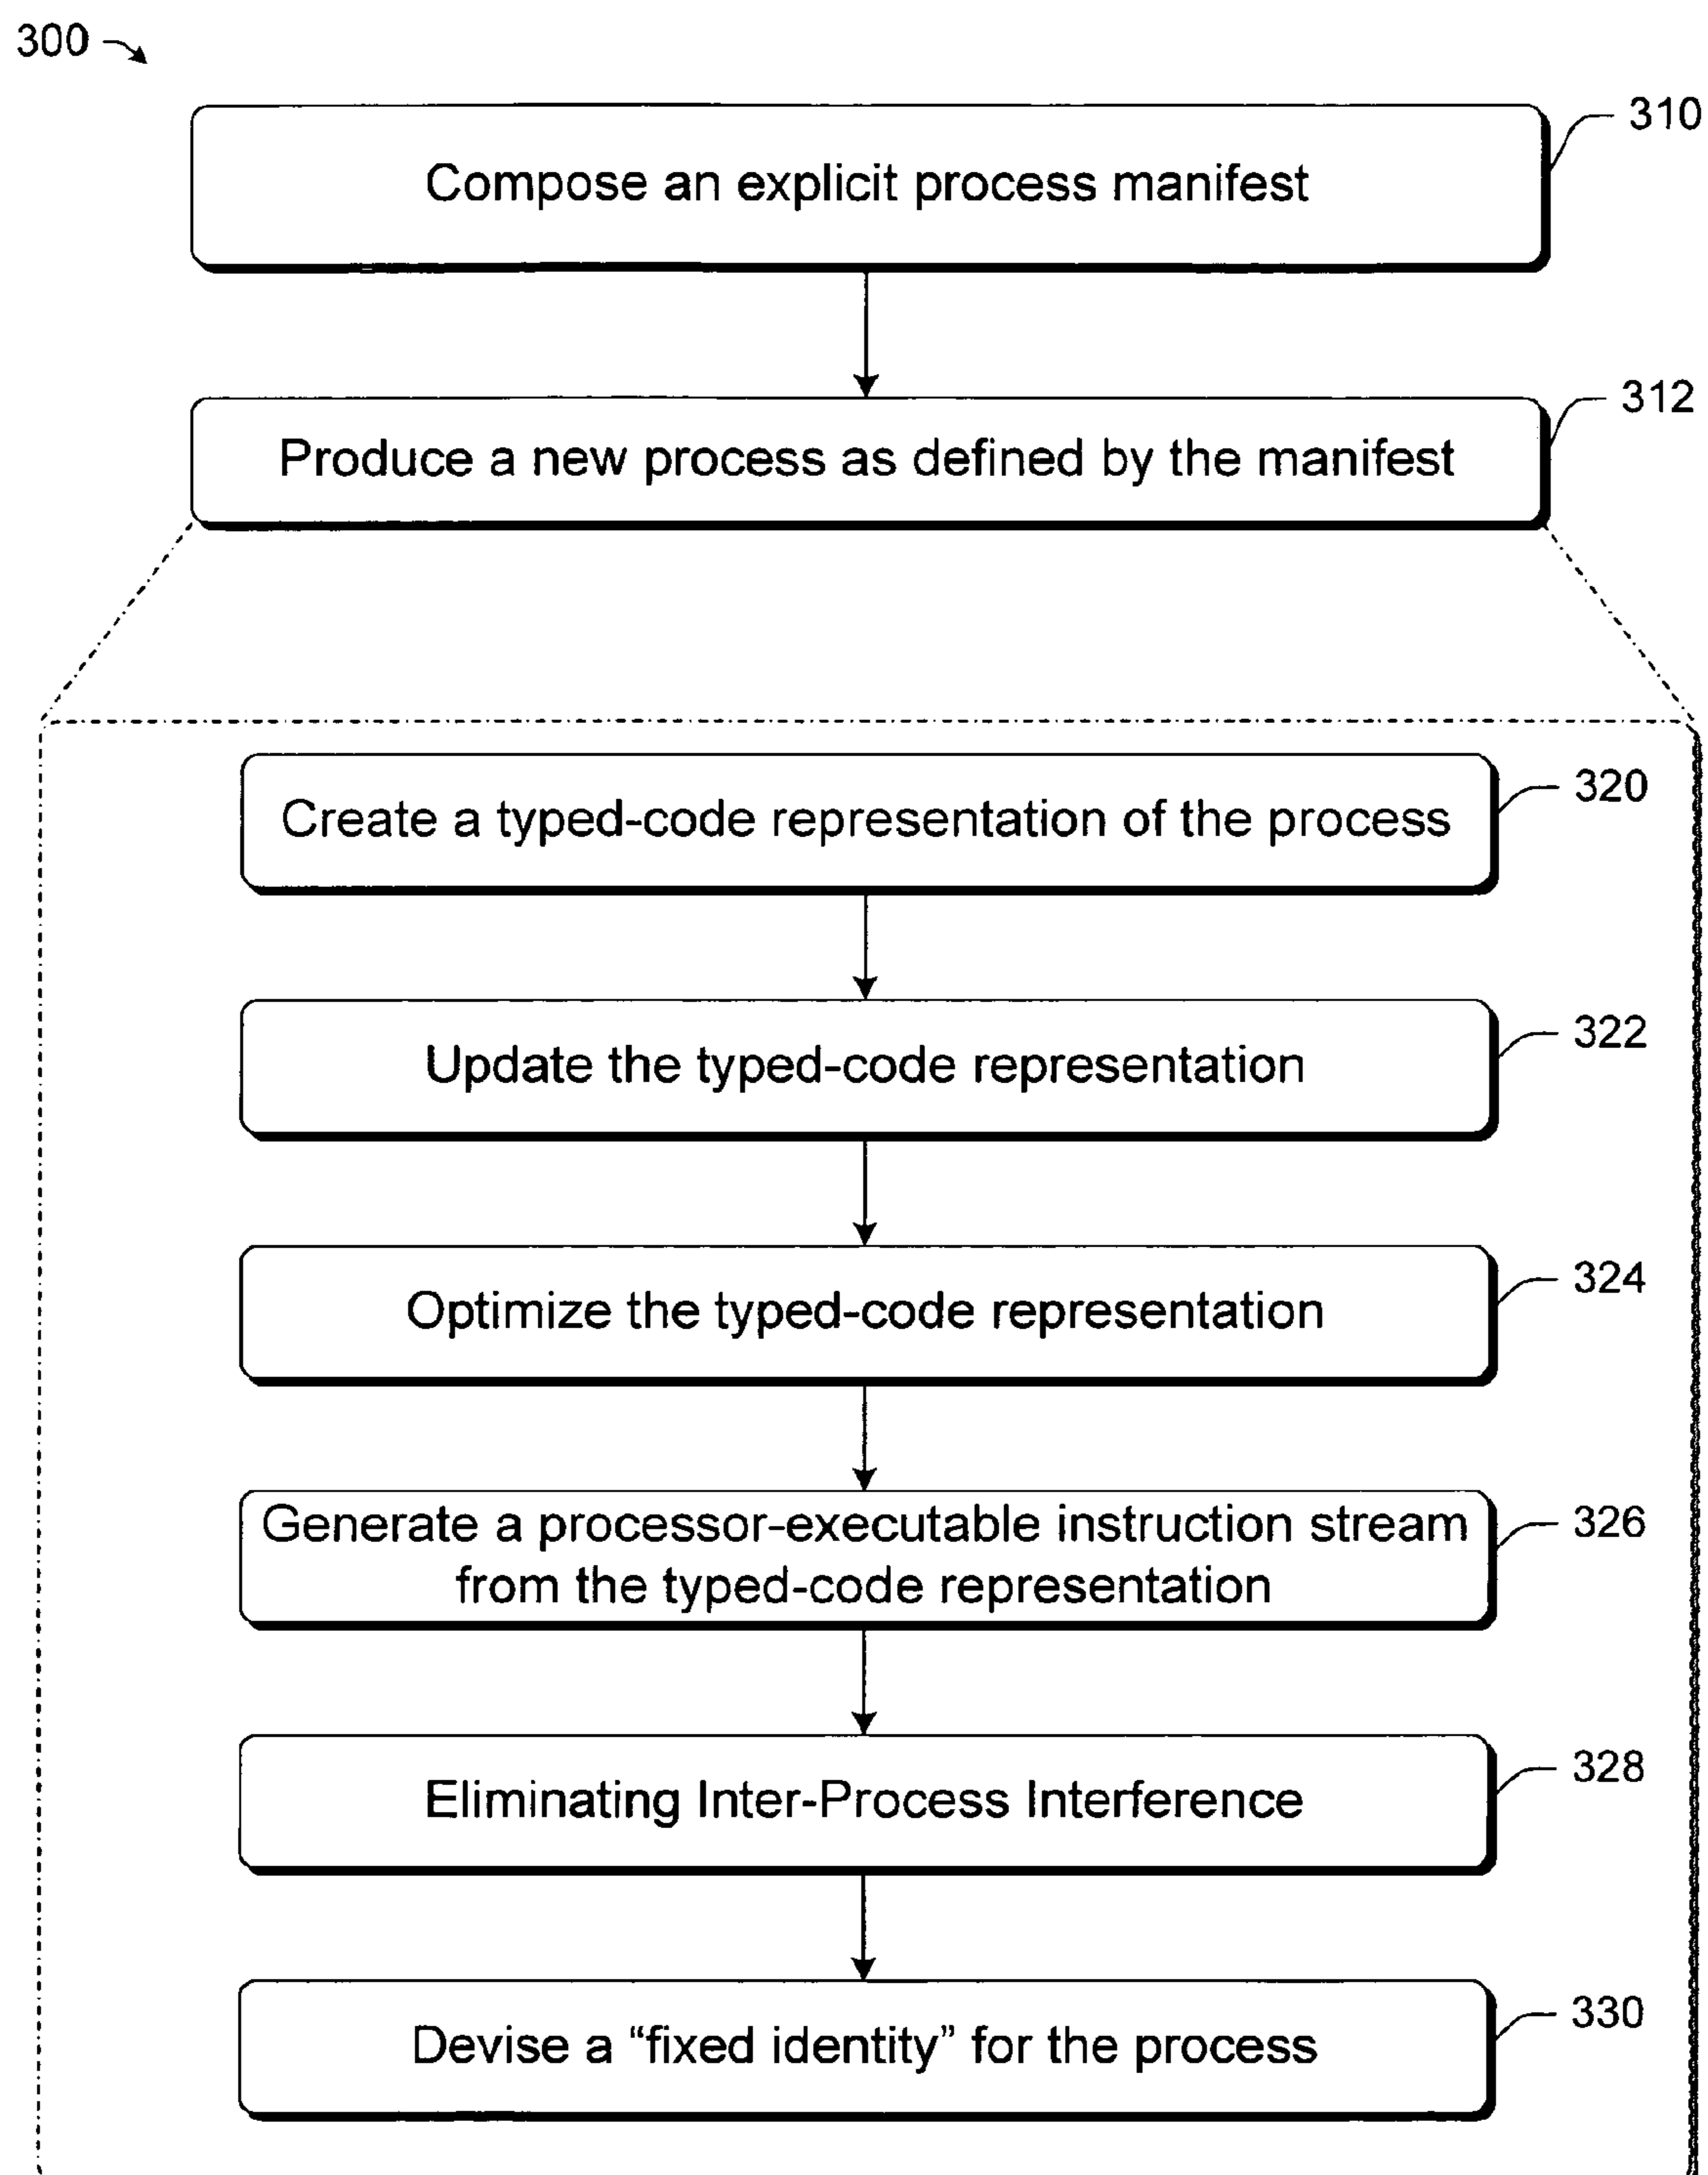 300
310
Compose an explicit process manifest
312
Produce a new process as defined by the manifest
320
Create a typed-code representation of the process
322
Update the typed-code representation
324
Optimize the typed-code representation
326
Generate a processor-executable instruction stream
from the typed-code representation
328
Eliminating Inter-Process Interference
330
Devise a “fixed identity” for the process